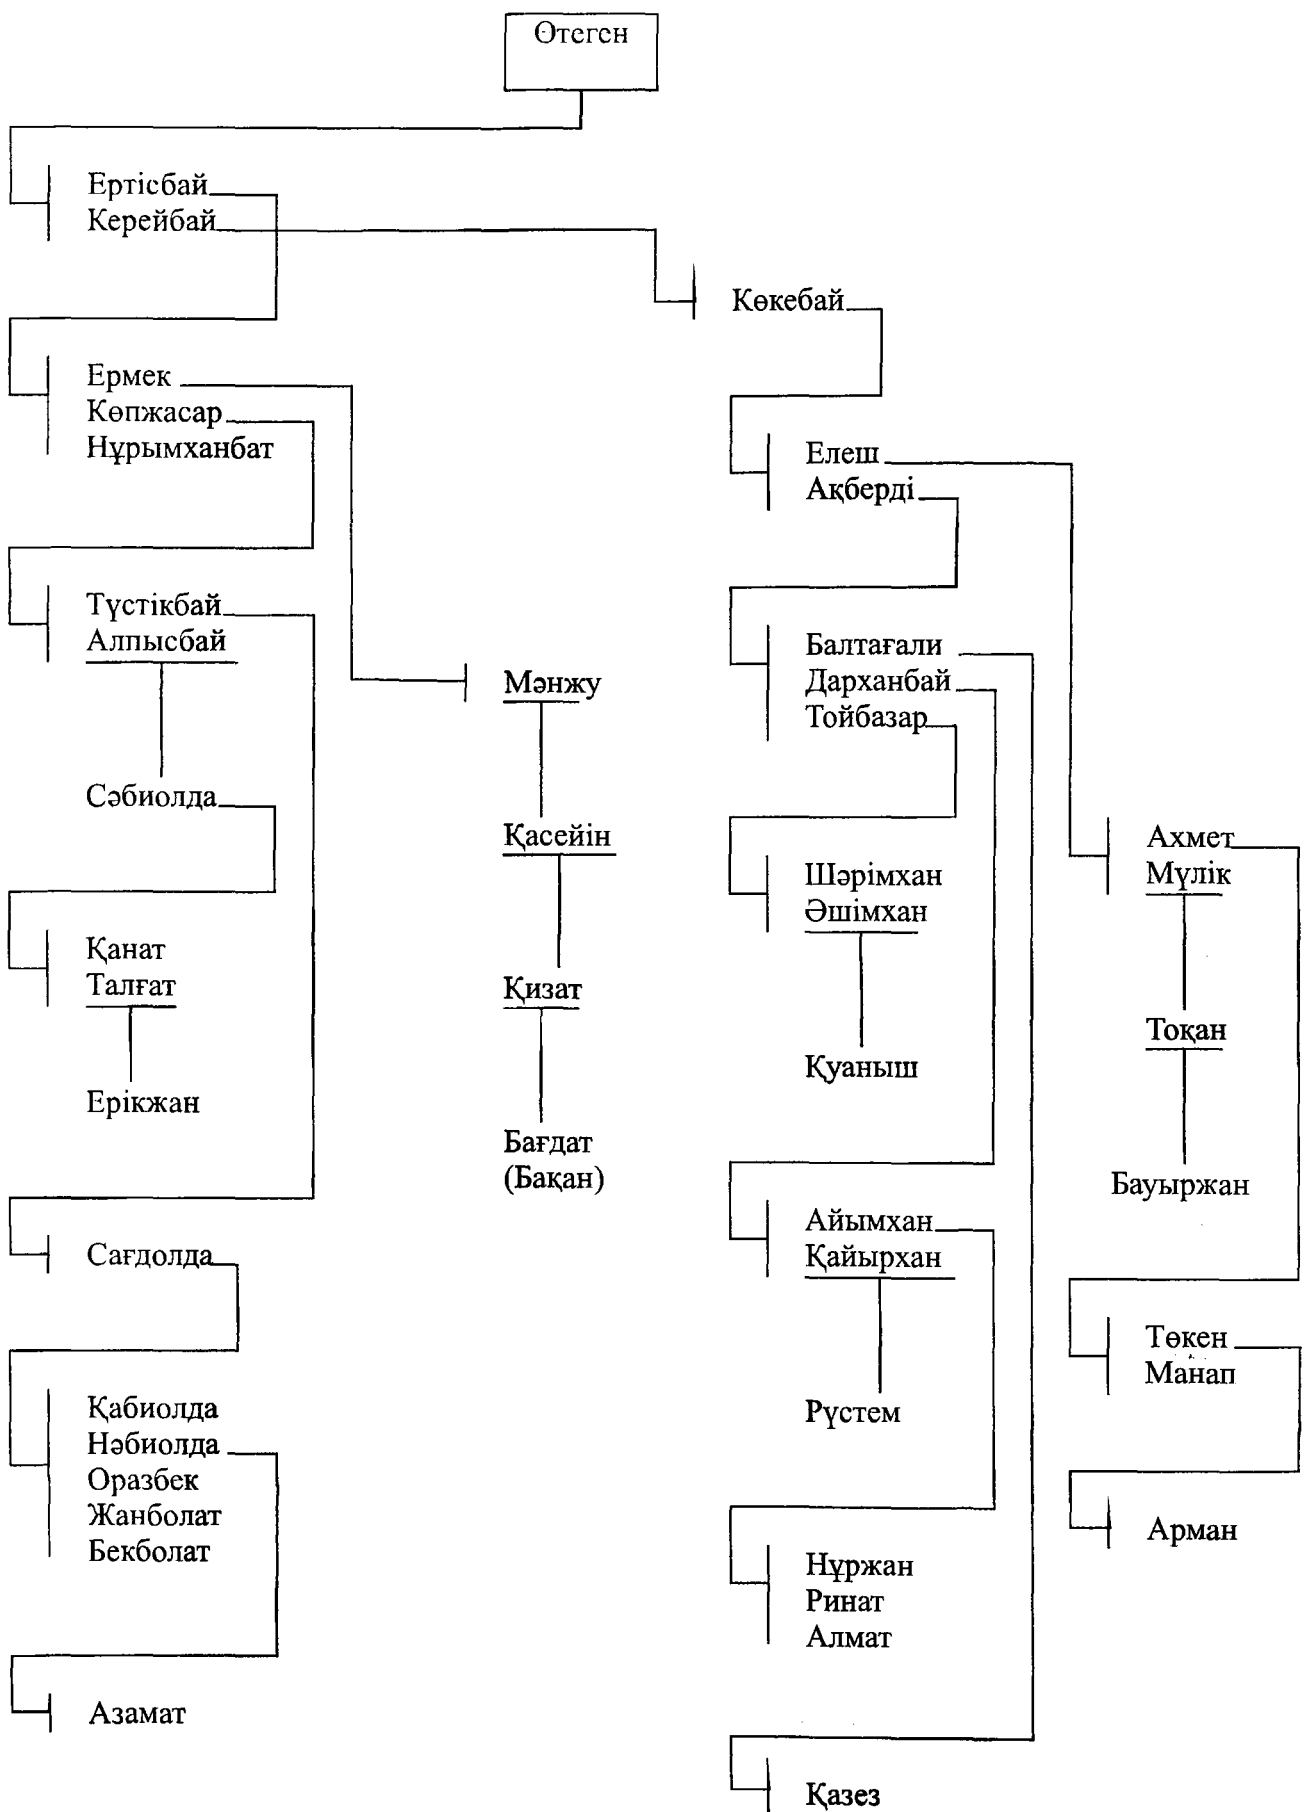 Өтеген
Ертісбай
Керейбай
Көкебай
Ермек
Көпжасар
Нұрымханбат
Елеш
Ақберді
Түстікбай
Алпысбай
Мәнжу
Балтағали
Дарханбай
Тойбазар
Сәбиолда
Қасейін
Ахмет
Мүлік
Шәрімхан
Әшімхан
Қанат
Талғат
Қизат
Тоқан
Қуаныш
Ерікжан
Бағдат
(Бақан)
Бауыржан
Сағдолда
Айымхан
Қайырхан
Төкен
Манап
Қабиолда
Нәбиолда
Оразбек
Жанболат
Бекболат
Рүстем
Арман
Нұржан
Ринат
Алмат
Азамат
Қазез